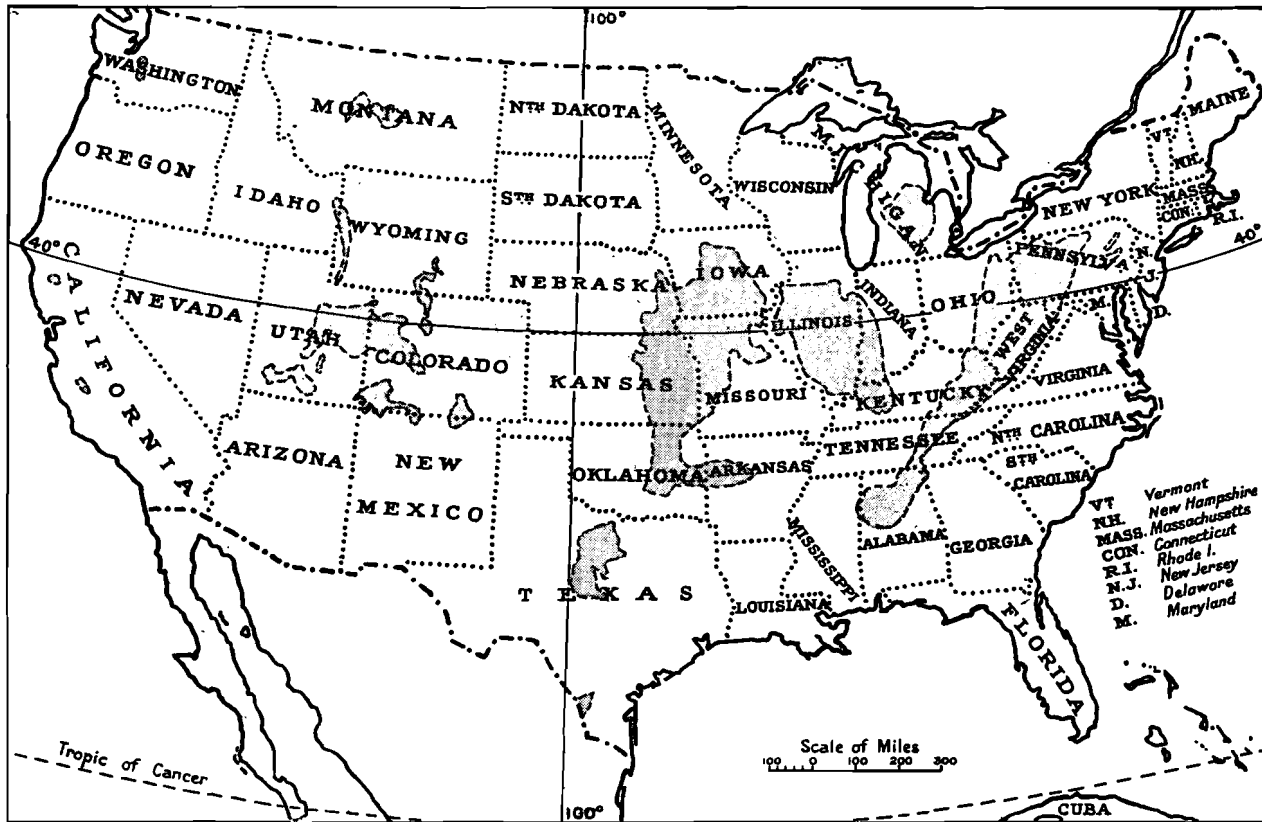 100°
WASHINGTON
MONTANA
NTH DAKOTA
MINNESOTA
MAINE
VT
NH.
OREGON
IDAHO
WYOMING
STH DAKOTA
WISCONSIN
MICHIGAN
NEW YORK
MASS.
CON.
R.I.
40°
40°
NEBRASKA
IOWA
PENNSYLVA
N.
J.
NEVADA
UTAH
COLORADO
ILLINOIS
INDIANA
OHIO
WEST
VIRGINIA
M.
D.
CALIFORNIA
KANSAS
MISSOURI
KENTUCKY
VIRGINIA
ARIZONA
NEW
MEXICO
OKLAHOMA
ARKANSAS
TENNESSEE
NTH CAROLINA
STH
CAROLINA
MISSISSIPPI
ALABAMA
GEORGIA
TEXAS
LOUISIANA
FLORIDA
VT Vermont
NH. New Hampshire
MASS. Massachusetts
CON. Connecticut
R.I. Rhode I.
N.J. New Jersey
D. Delaware
M. Maryland
Tropic of Cancer
Scale of Miles
100 0 100 200 300
100°
CUBA